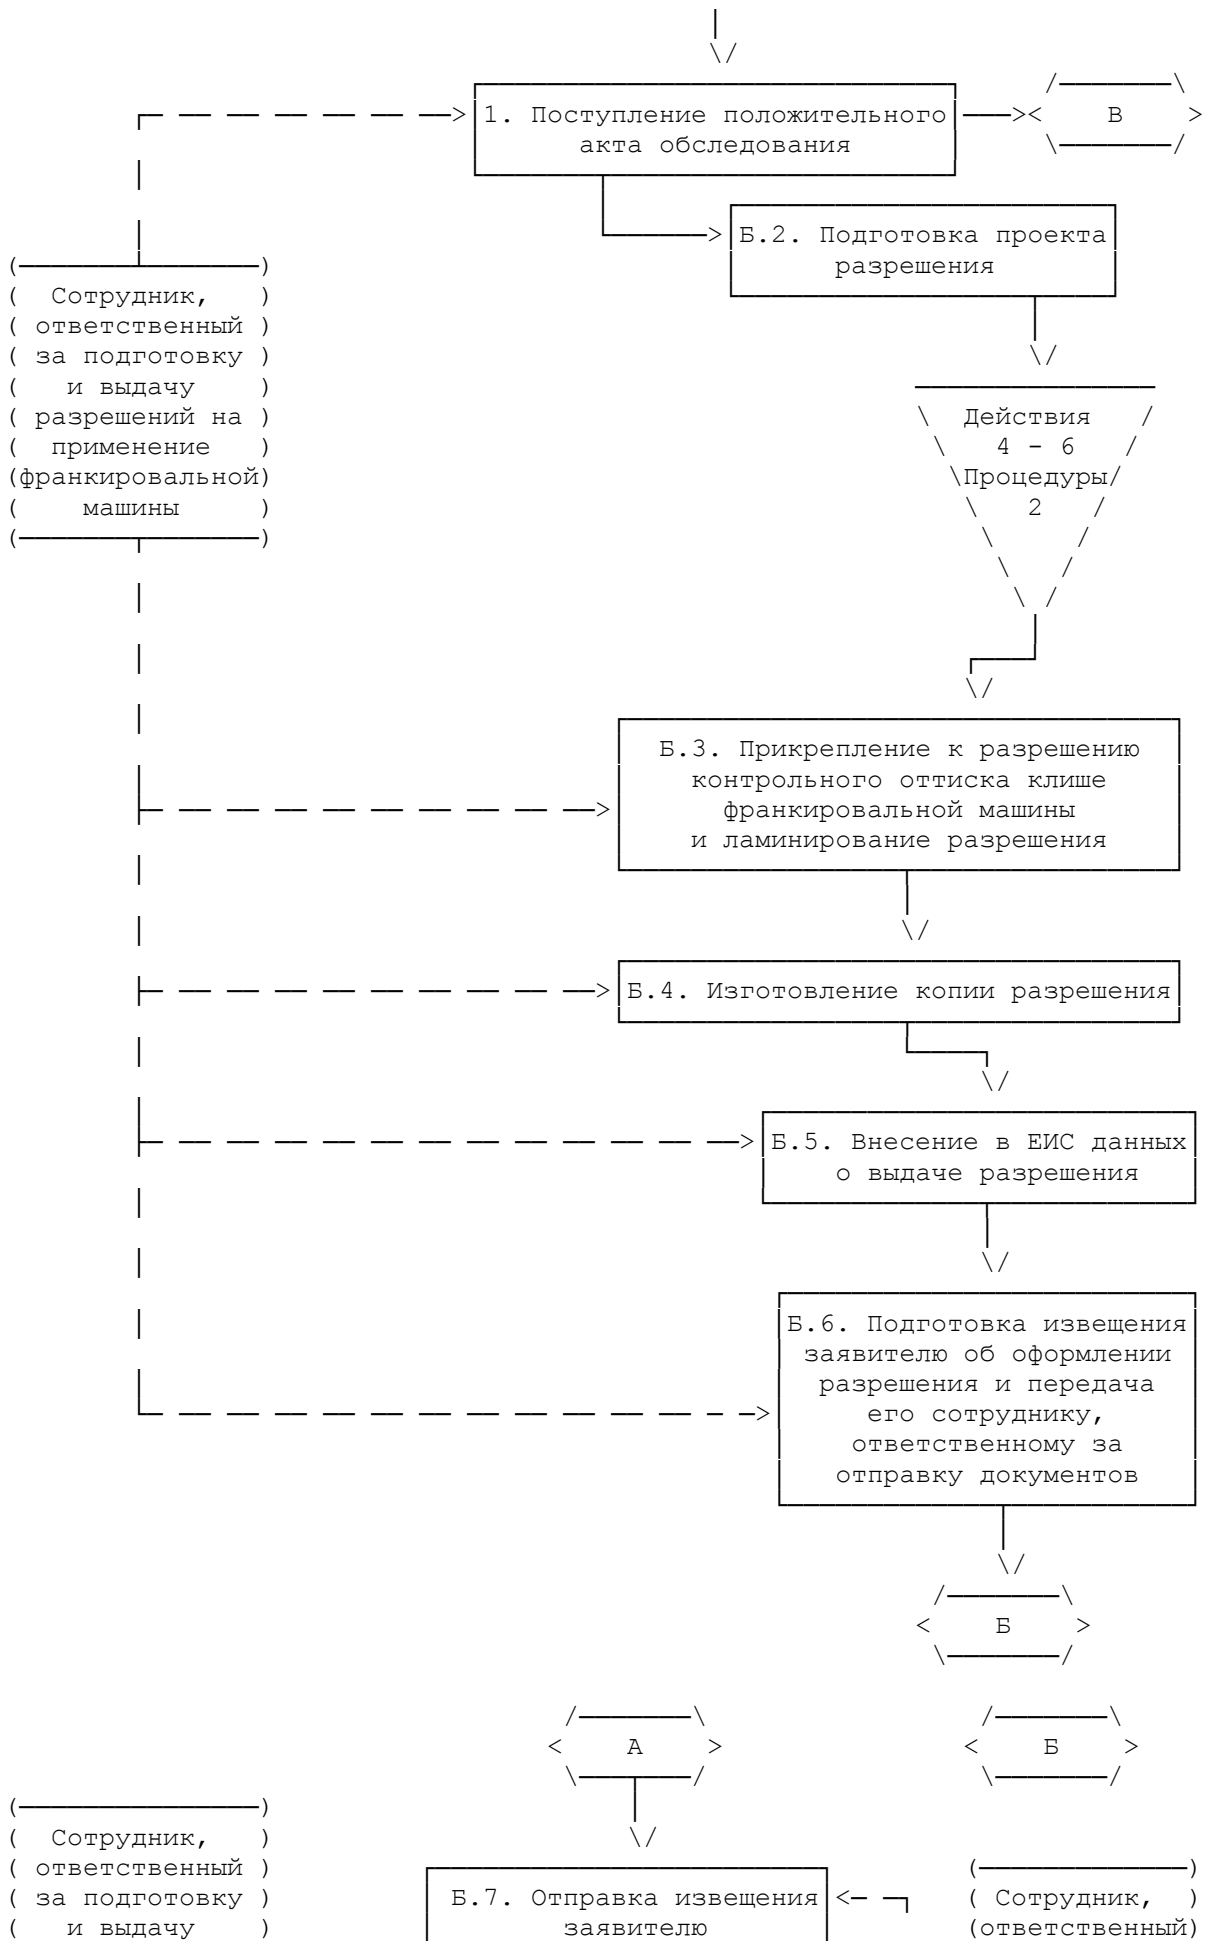 1. Поступление положительного
акта обследования
В
Б.2. Подготовка проекта
разрешения
Сотрудник,
ответственный
за подготовку
и выдачу
разрешений на
применение
франкировальной
машины
Действия
4 - 6
Процедуры
2
Б.3. Прикрепление к разрешению
контрольного оттиска клише
франкировальной машины
и ламинирование разрешения
Б.4. Изготовление копии разрешения
Б.5. Внесение в ЕИС данных
о выдаче разрешения
Б.6. Подготовка извещения
заявителю об оформлении
разрешения и передача
его сотруднику,
ответственному за
отправку документов
Б
А
Б
Сотрудник,
ответственный
за подготовку
и выдачу
Б.7. Отправка извещения
заявителю
Сотрудник,
ответственный